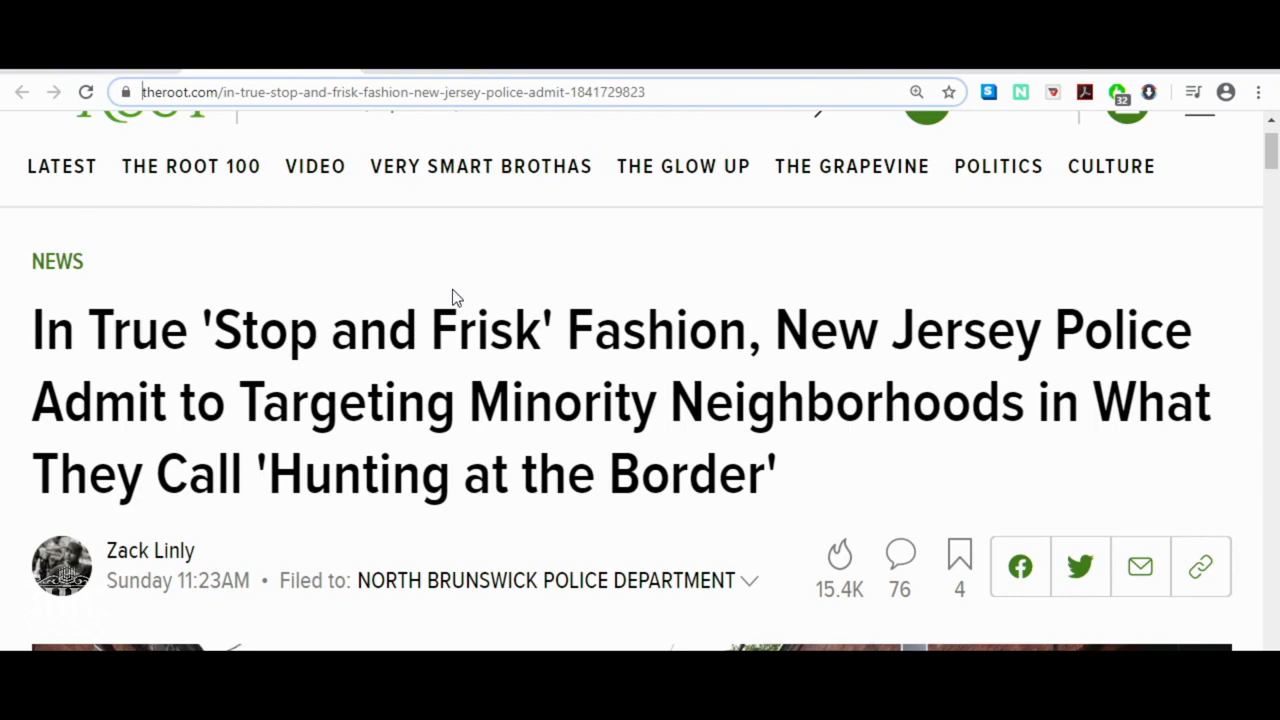 theroot.com/in-true-stop-and-frisk-fashion-new-jersey-police-admit-1841729823
S N 32
LATEST THE ROOT 100 VIDEO VERY SMART BROTHAS THE GLOW UP THE GRAPEVINE POLITICS CULTURE
NEWS
In True 'Stop and Frisk' Fashion, New Jersey Police
Admit to Targeting Minority Neighborhoods in What
They Call 'Hunting at the Border'
Zack Linly
Sunday 11:23AM • Filed to: NORTH BRUNSWICK POLICE DEPARTMENT
15.4K 76 4